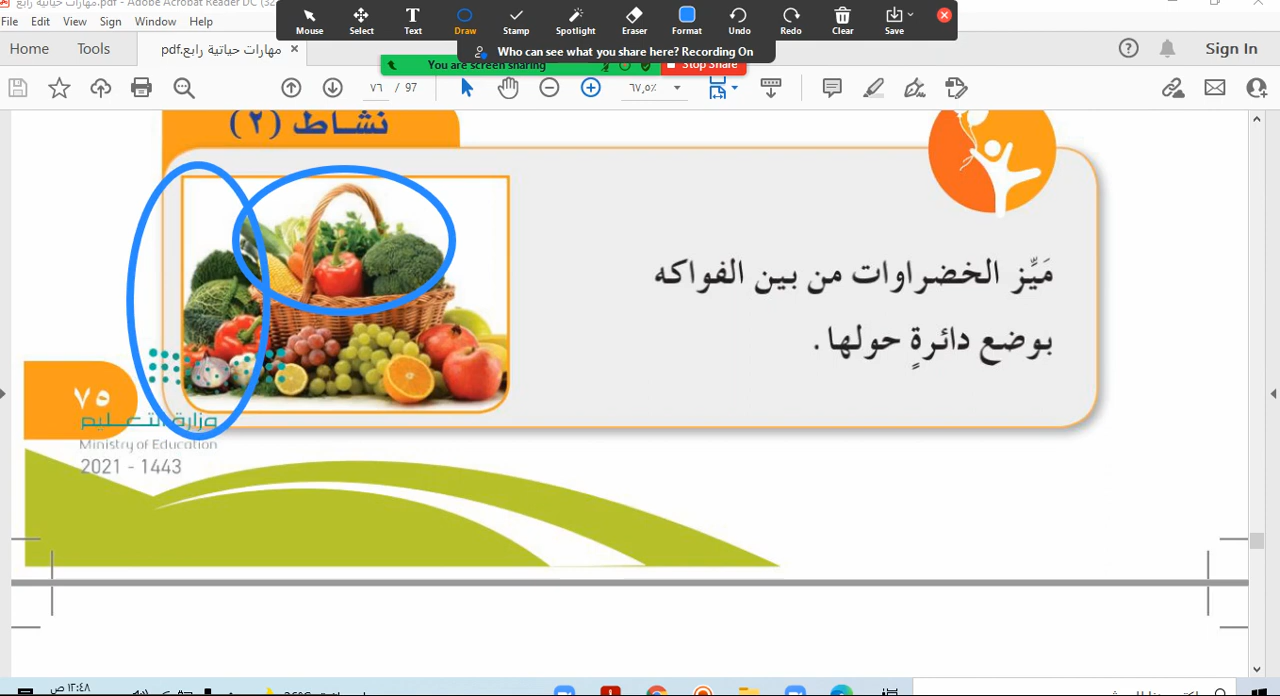 مهارات حياتية رابع.pdf - Adobe Acrobat Reader DC (32
File Edit View Sign Window Help
Mouse Select Text Draw Stamp Spotlight Eraser Format Undo Redo Clear Save
Who can see what you share here? Recording On
You are screen sharing Stop Share
Home Tools مهارات حياتية رابع.pdf × Sign In
٧٦ / 97 ٦٧٫٥٪
نشاط (٢)
مَيِّز الخضراوات من بين الفواكه
بوضع دائرةٍ حولها .
٧٥
وزارة التعليم
Ministry of Education
2021 - 1443
١٢:٤٨ ص